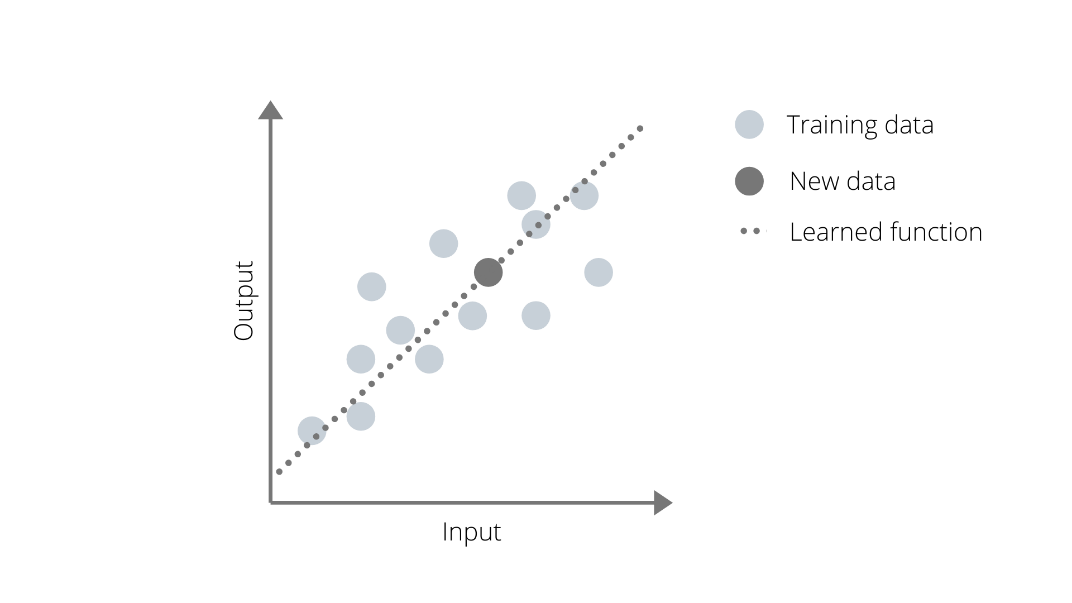 Training data
New data
Learned function
Output
Input